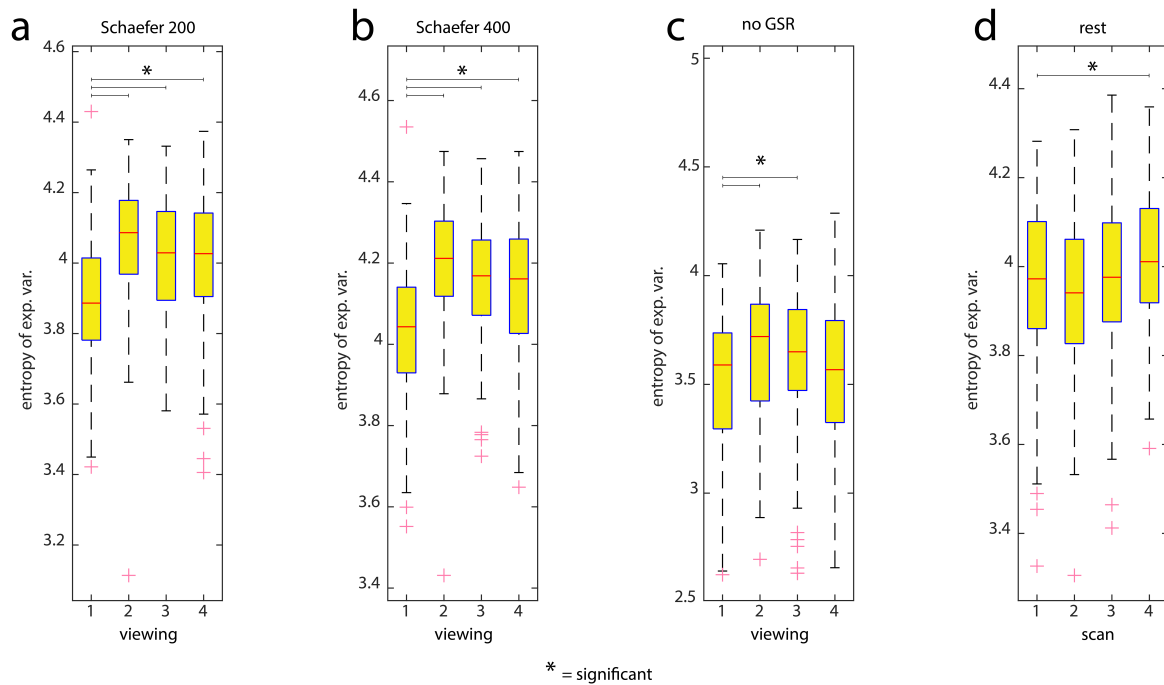 a
Schaefer 200
4.6
4.4
4.2
4
3.8
3.6
3.4
3.2
entropy of exp. var.
*
1 2 3 4
viewing
b
Schaefer 400
4.6
4.4
4.2
4
3.8
3.6
3.4
entropy of exp. var.
*
1 2 3 4
viewing
c
no GSR
5
4.5
4
3.5
3
2.5
entropy of exp. var.
*
1 2 3 4
viewing
d
rest
4.4
4.2
4
3.8
3.6
3.4
entropy of exp. var.
*
1 2 3 4
scan
* = significant